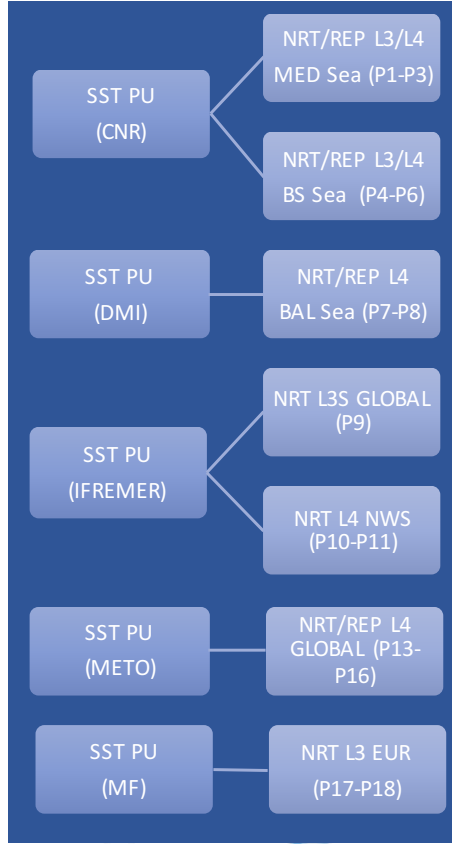 SST PU
(CNR)
NRT/REP L3/L4
MED Sea (P1-P3)
NRT/REP L3/L4
BS Sea (P4-P6)
SST PU
(DMI)
NRT/REP L4
BAL Sea (P7-P8)
SST PU
(IFREMER)
NRT L3S GLOBAL
(P9)
NRT L4 NWS
(P10-P11)
SST PU
(METO)
NRT/REP L4
GLOBAL (P13-
P16)
SST PU
(MF)
NRT L3 EUR
(P17-P18)